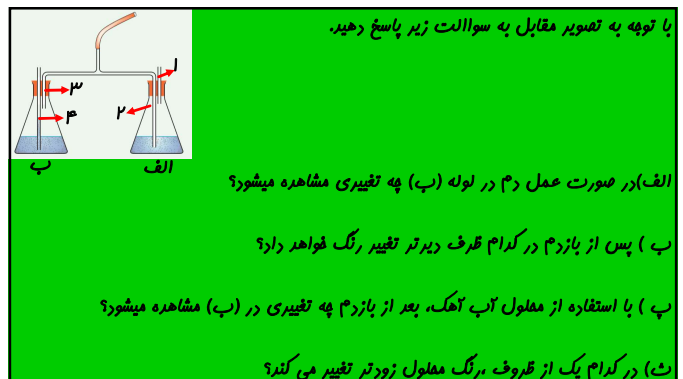 با توجه به تصویر مقابل به سواالت زیر پاسخ دهید.
۱
۳
۲
۴
ب
الف
الف)در صورت عمل دم در لوله (ب) چه تغییری مشاهده میشود؟
ب ) پس از بازدم در کدام ظرف دیرتر تغییر رنگ خواهد داد؟
پ ) با استفاده از محلول آب آهک، بعد از بازدم چه تغییری در (ب) مشاهده میشود؟
ث) در کدام یک از ظروف ،رنگ محلول زودتر تغییر می کند؟